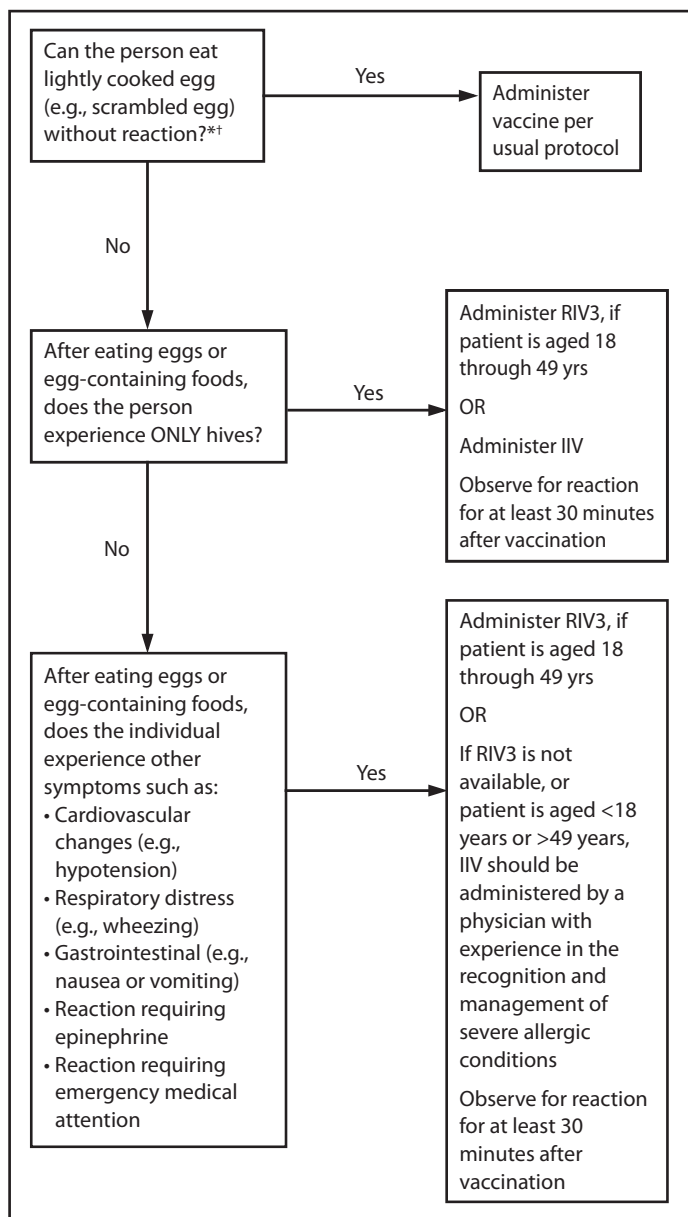 Can the person eat
lightly cooked egg
(e.g., scrambled egg)
without reaction?*†
Yes
Administer
vaccine per
usual protocol
No
After eating eggs or
egg-containing foods,
does the person
experience ONLY hives?
Yes
Administer RIV3, if
patient is aged 18
through 49 yrs
OR
Administer IIV
Observe for reaction
for at least 30 minutes
after vaccination
No
After eating eggs or
egg-containing foods,
does the individual
experience other
symptoms such as:
• Cardiovascular
changes (e.g.,
hypotension)
• Respiratory distress
(e.g., wheezing)
• Gastrointestinal (e.g.,
nausea or vomiting)
• Reaction requiring
epinephrine
• Reaction requiring
emergency medical
attention
Yes
Administer RIV3, if
patient is aged 18
through 49 yrs
OR
If RIV3 is not
available, or
patient is aged <18
years or >49 years,
IIV should be
administered by a
physician with
experience in the
recognition and
management of
severe allergic
conditions
Observe for reaction
for at least 30
minutes after
vaccination